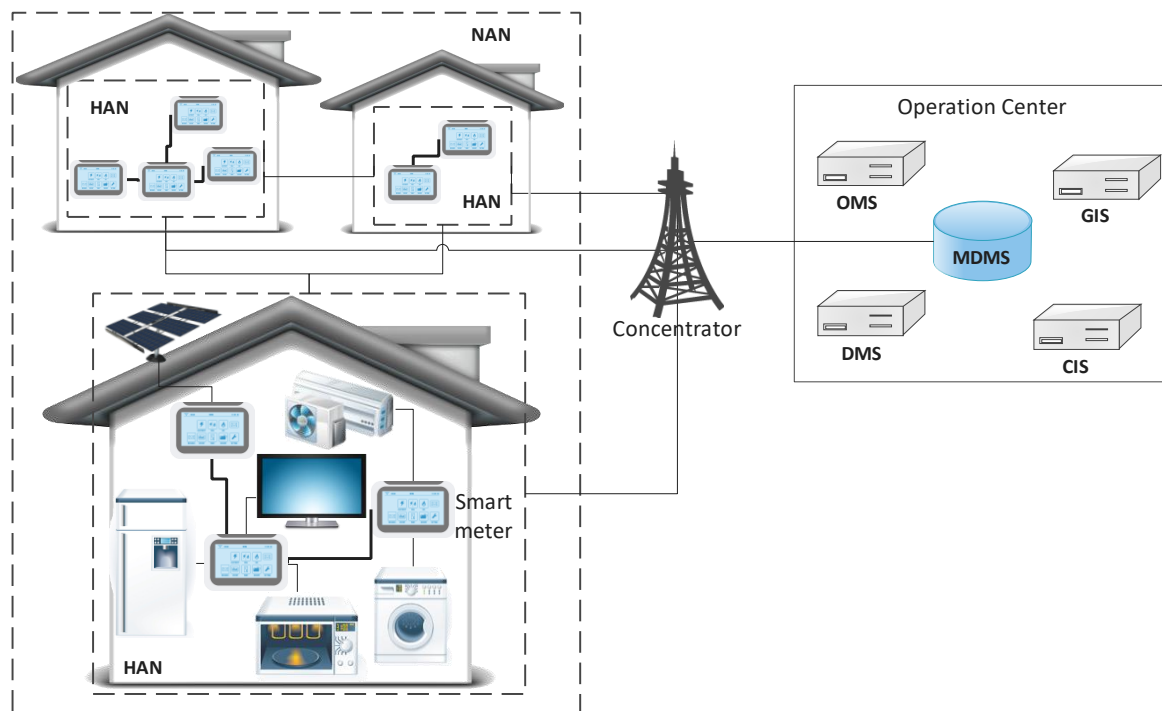 NAN
HAN
HAN
Operation Center
OMS
GIS
MDMS
DMS
CIS
Concentrator
Smart
meter
HAN